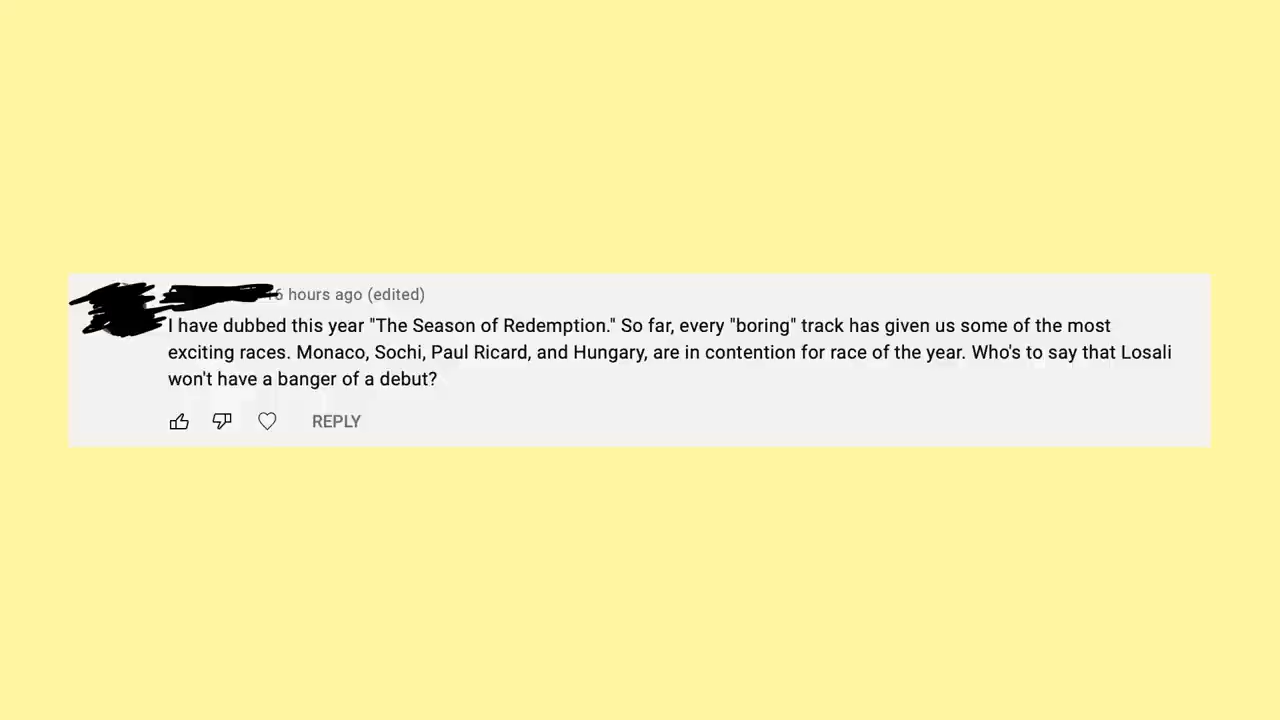 16 hours ago (edited)
I have dubbed this year "The Season of Redemption." So far, every "boring" track has given us some of the most
exciting races. Monaco, Sochi, Paul Ricard, and Hungary, are in contention for race of the year. Who's to say that Losali
won't have a banger of a debut?
REPLY